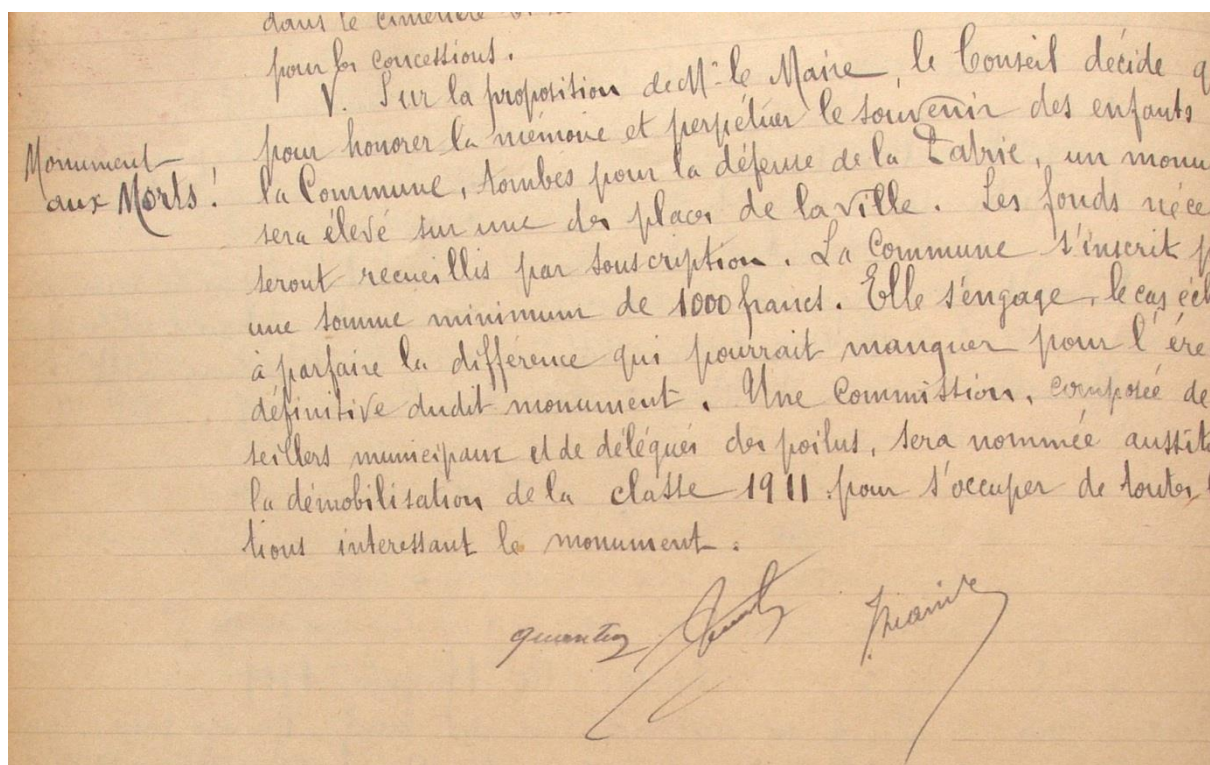 dans le cimetière
pour les concessions.
V. Sur la proposition de Mr le Maire, le Conseil décide q
Monument
aux Morts!
pour honorer la mémoire et perpétuer le souvenir des enfants
la Commune, tombés pour la défense de la Patrie, un monu
sera élevé sur une des places de la ville. Les fonds néce
seront recueillis par souscription. La Commune s'inscrit p
une somme minimum de 1000 francs. Elle s'engage, le cas éch
à parfaire la différence qui pourrait manquer pour l'ére
définitive dudit monument. Une Commission, composée de
seillers municipaux et de délégués des poilus, sera nommée aussit
la démobilisation de la classe 1911 pour s'occuper de toutes
tions interessant le monument.